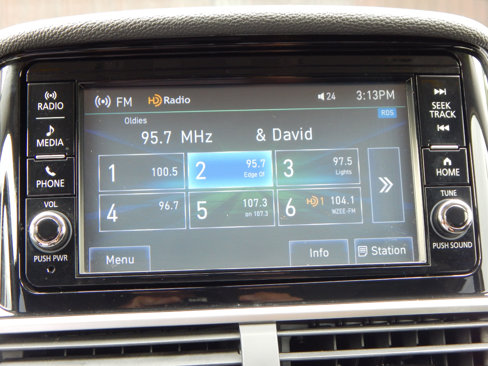 RADIO
MEDIA
PHONE
VOL
PUSH PWR
FM HD Radio 24 3:13PM
RDS
Oldies
95.7 MHz & David
1 100.5
2 95.7 Edge Of
3 97.5 Lights
4 96.7
5 107.3 on 107.3
6 HD1 104.1 WZEE-FM
Menu Info Station
SEEK
TRACK
HOME
TUNE
PUSH SOUND